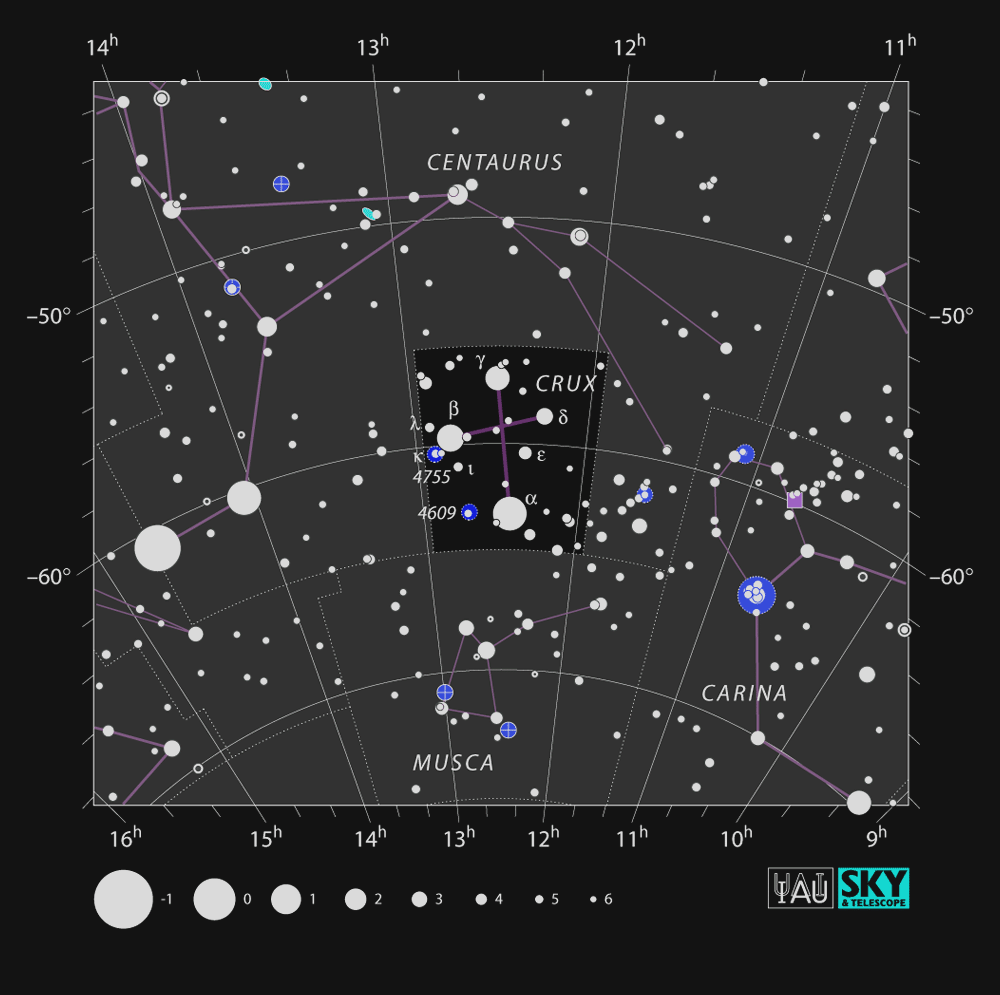 14h 13h 12h 11h
CENTAURUS
–50° –50°
γ CRUX
β δ
λ
κ ι ε
4755
4609 α
–60° –60°
CARINA
MUSCA
16h 15h 14h 13h 12h 11h 10h 9h
-1 0 1 2 3 4 5 6
IAU SKY
& TELESCOPE